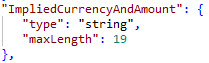 "ImpliedCurrencyAndAmount": {
    "type": "string",
    "maxLength": 19
},